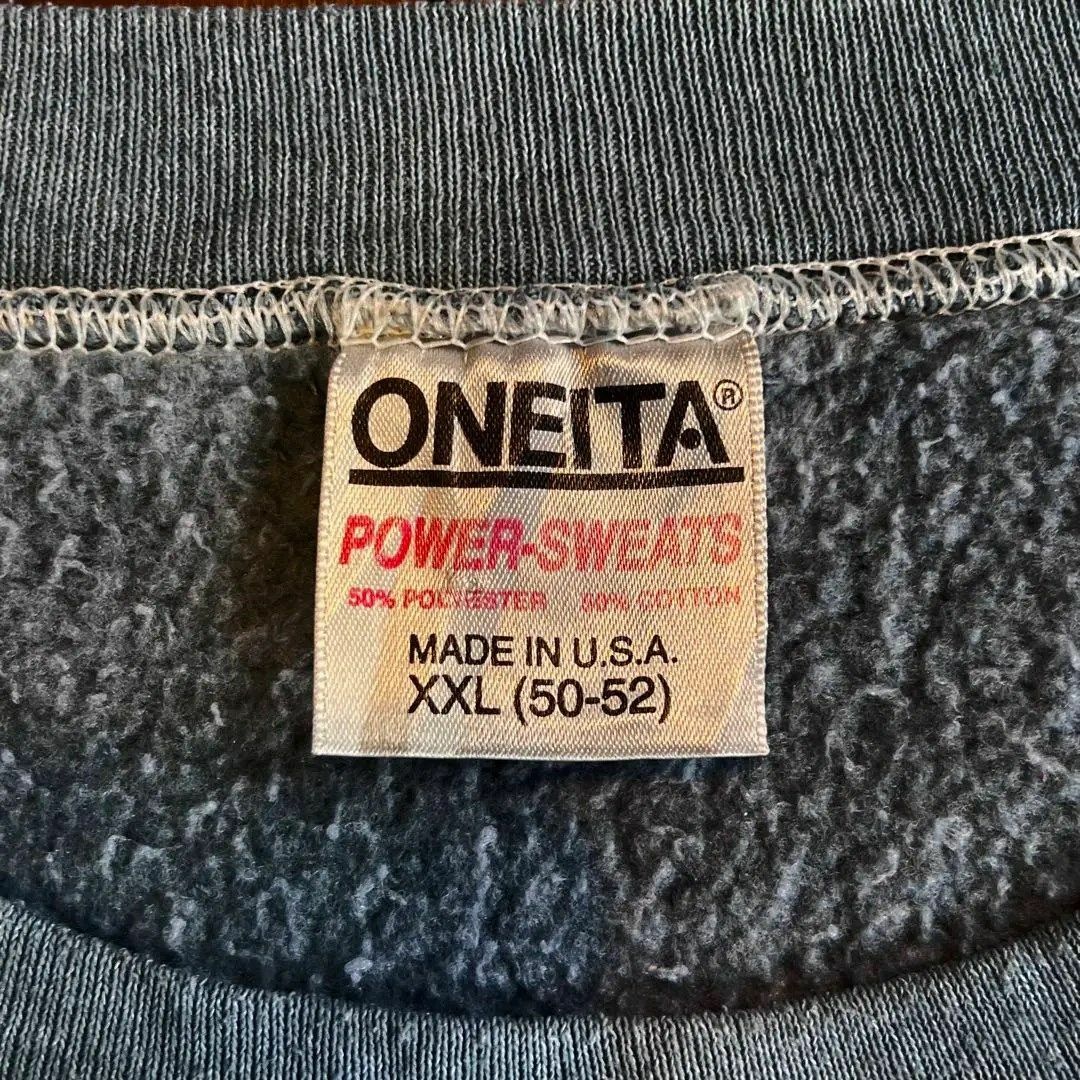 ONEITA®
POWER-SWEATS
50% POLYESTER 50% COTTON
MADE IN U.S.A.
XXL (50-52)